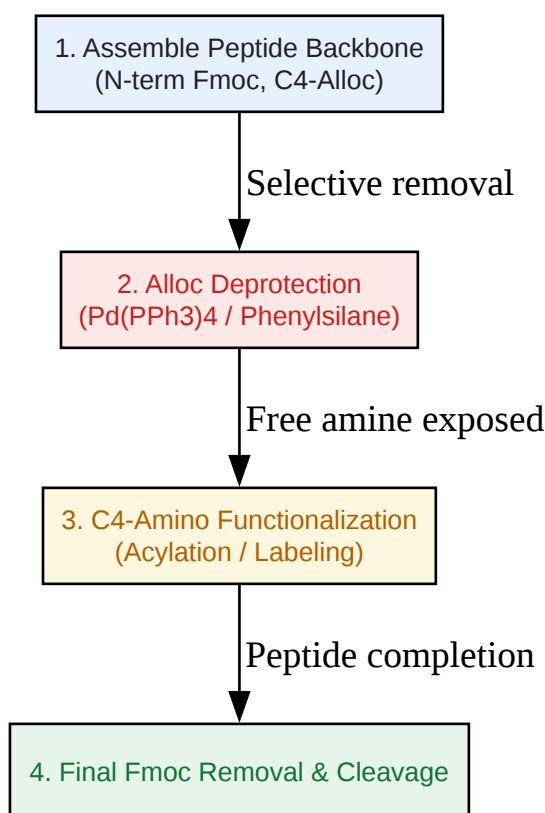 1. Assemble Peptide Backbone
(N-term Fmoc, C4-Alloc)
Selective removal
2. Alloc Deprotection
(Pd(PPh3)4 / Phenylsilane)
Free amine exposed
3. C4-Amino Functionalization
(Acylation / Labeling)
Peptide completion
4. Final Fmoc Removal & Cleavage